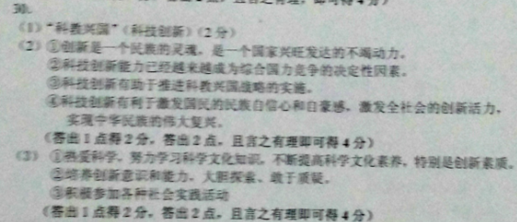 30.
(1)“科教兴国”(科技创新)(2分)
(2)①创新是一个民族的灵魂,是一个国家兴旺发达的不竭动力。
②科技创新能力已经越来越成为综合国力竞争的决定性因素。
③科技创新有助于推进科教兴国战略的实施。
④科技创新有利于激发国民的民族自信心和自豪感,激发全社会的创新活力,
实现中华民族的伟大复兴。
(答出1点得2分,答出2点,且言之有理即可得4分)
(3)①热爱科学,努力学习科学文化知识,不断提高科学文化素养,特别是创新素质。
②培养创新意识和能力,大胆探索、敢于质疑。
③积极参加各种社会实践活动
(答出1点得2分,答出2点,且言之有理即可得4分)